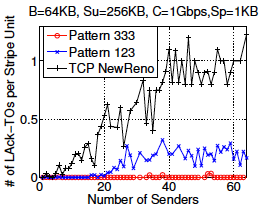 B=64KB, Su=256KB, C=1Gbps,Sp=1KB
# of LAck-TOs per Stripe Unit
Pattern 333
Pattern 123
TCP NewReno
1
0.5
0
0 20 40 60
Number of Senders